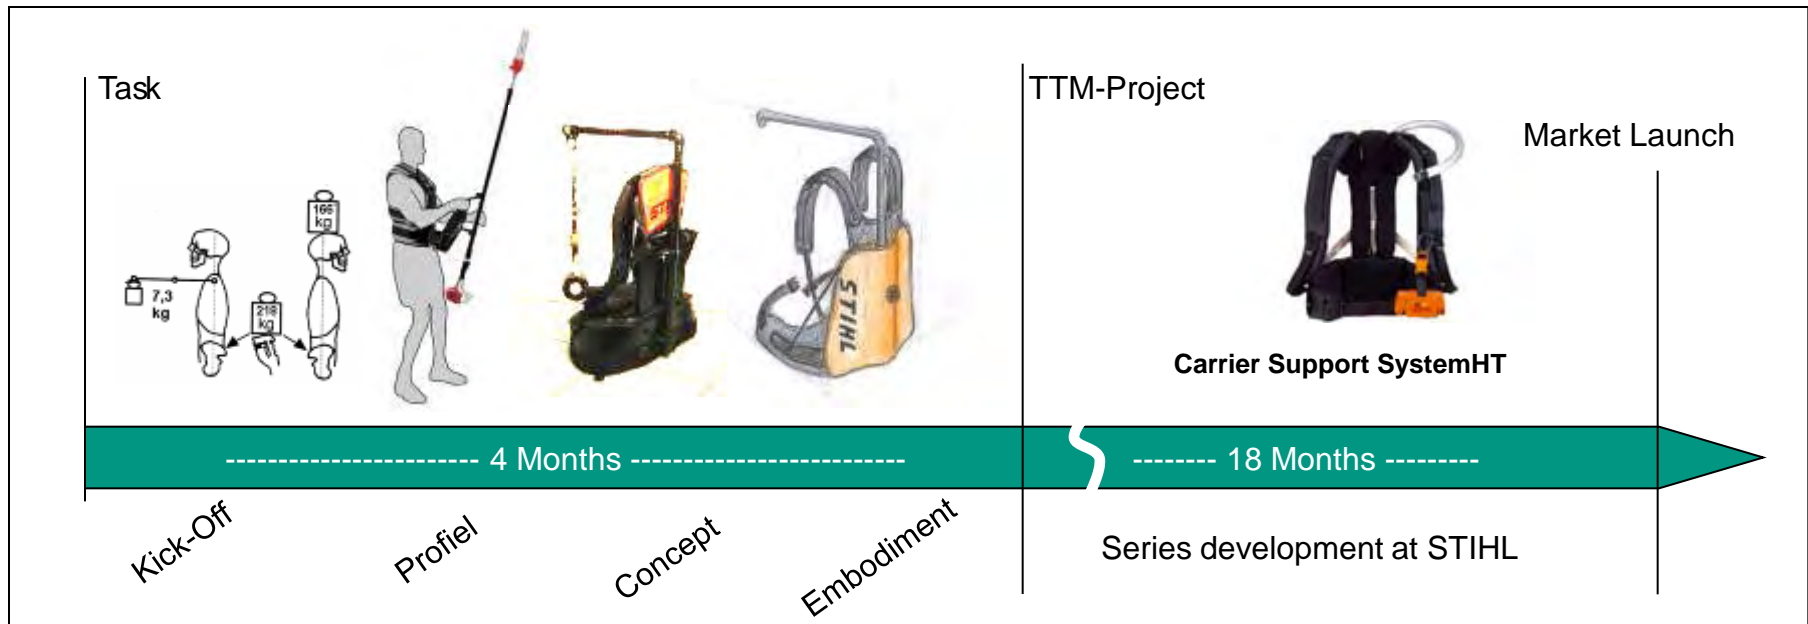 Task
TTM-Project
Market Launch
166
kg
7,3
kg
218
kg
STIHL
Carrier Support SystemHT
----------------------- 4 Months --------------------------
-------- 18 Months ---------
Kick-Off
Profiel
Concept
Embodiment
Series development at STIHL